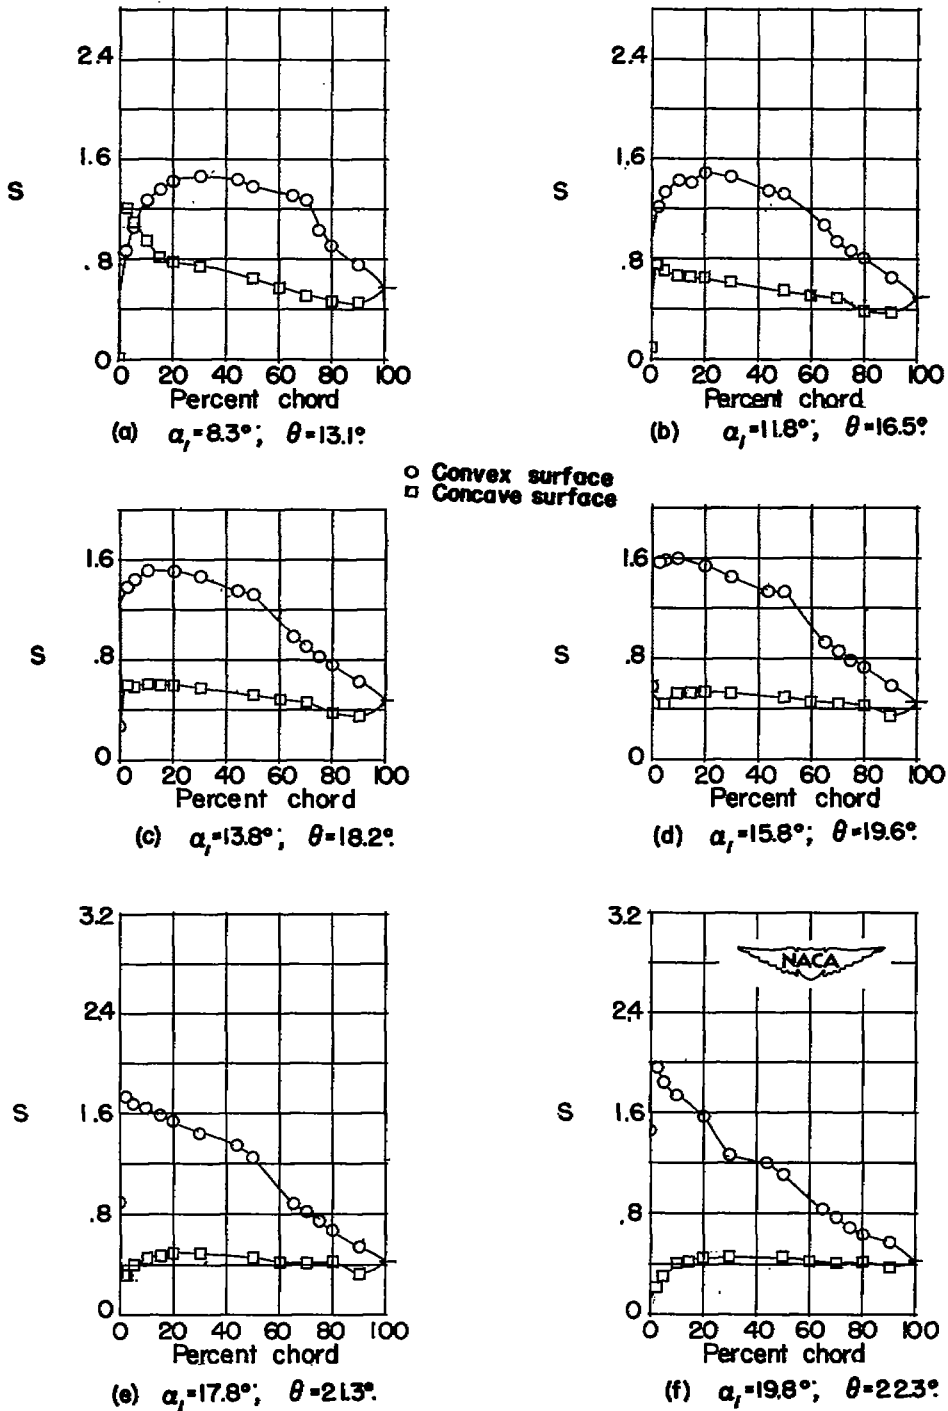 2.4
1.6
S
.8
0
0 20 40 60 80 100
Percent chord
(a) α₁=8.3°; θ=13.1°.
2.4
1.6
S
.8
0
0 20 40 60 80 100
Percent chord
(b) α₁=11.8°; θ=16.5°.
○ Convex surface
□ Concave surface
1.6
S
.8
0
0 20 40 60 80 100
Percent chord
(c) α₁=13.8°; θ=18.2°.
1.6
S
.8
0
0 20 40 60 80 100
Percent chord
(d) α₁=15.8°; θ=19.6°.
3.2
2.4
1.6
S
.8
0
0 20 40 60 80 100
Percent chord
(e) α₁=17.8°; θ=21.3°.
3.2
NACA
2.4
1.6
S
.8
0
0 20 40 60 80 100
Percent chord
(f) α₁=19.8°; θ=22.3°.